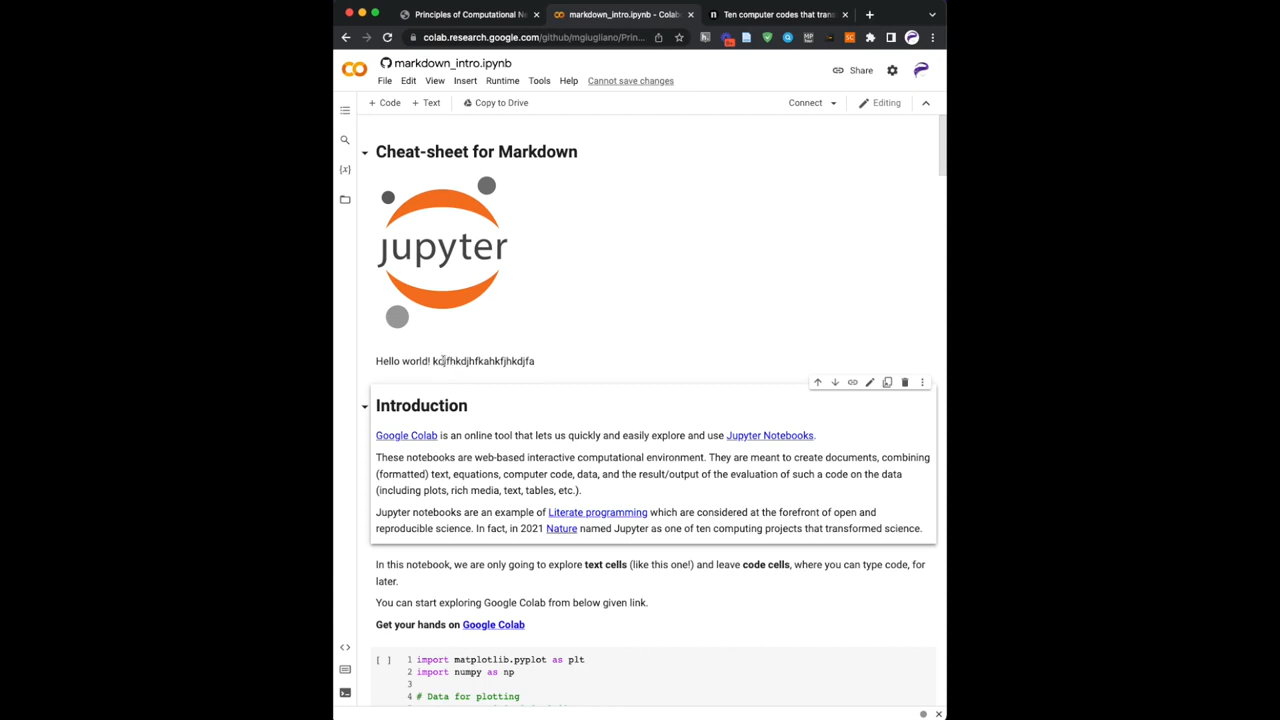 Principles of Computational Ne
markdown_intro.ipynb - Colab
Ten computer codes that trans
colab.research.google.com/github/mgiugliano/Prin...
markdown_intro.ipynb
File Edit View Insert Runtime Tools Help Cannot save changes
Share
+ Code + Text Copy to Drive
Connect
Editing
Cheat-sheet for Markdown
jupyter
Hello world!
Introduction
Google Colab is an online tool that lets us quickly and easily explore and use Jupyter Notebooks.
These notebooks are web-based interactive computational environment. They are meant to create documents, combining
(formatted) text, equations, computer code, data, and the result/output of the evaluation of such a code on the data
(including plots, rich media, text, tables, etc.).
Jupyter notebooks are an example of Literate programming which are considered at the forefront of open and
reproducible science. In fact, in 2021 Nature named Jupyter as one of ten computing projects that transformed science.
In this notebook, we are only going to explore text cells (like this one!) and leave code cells, where you can type code, for
later.
You can start exploring Google Colab from below given link.
Get your hands on Google Colab
[ ] 1 import matplotlib.pyplot as plt
2 import numpy as np
3
4 # Data for plotting